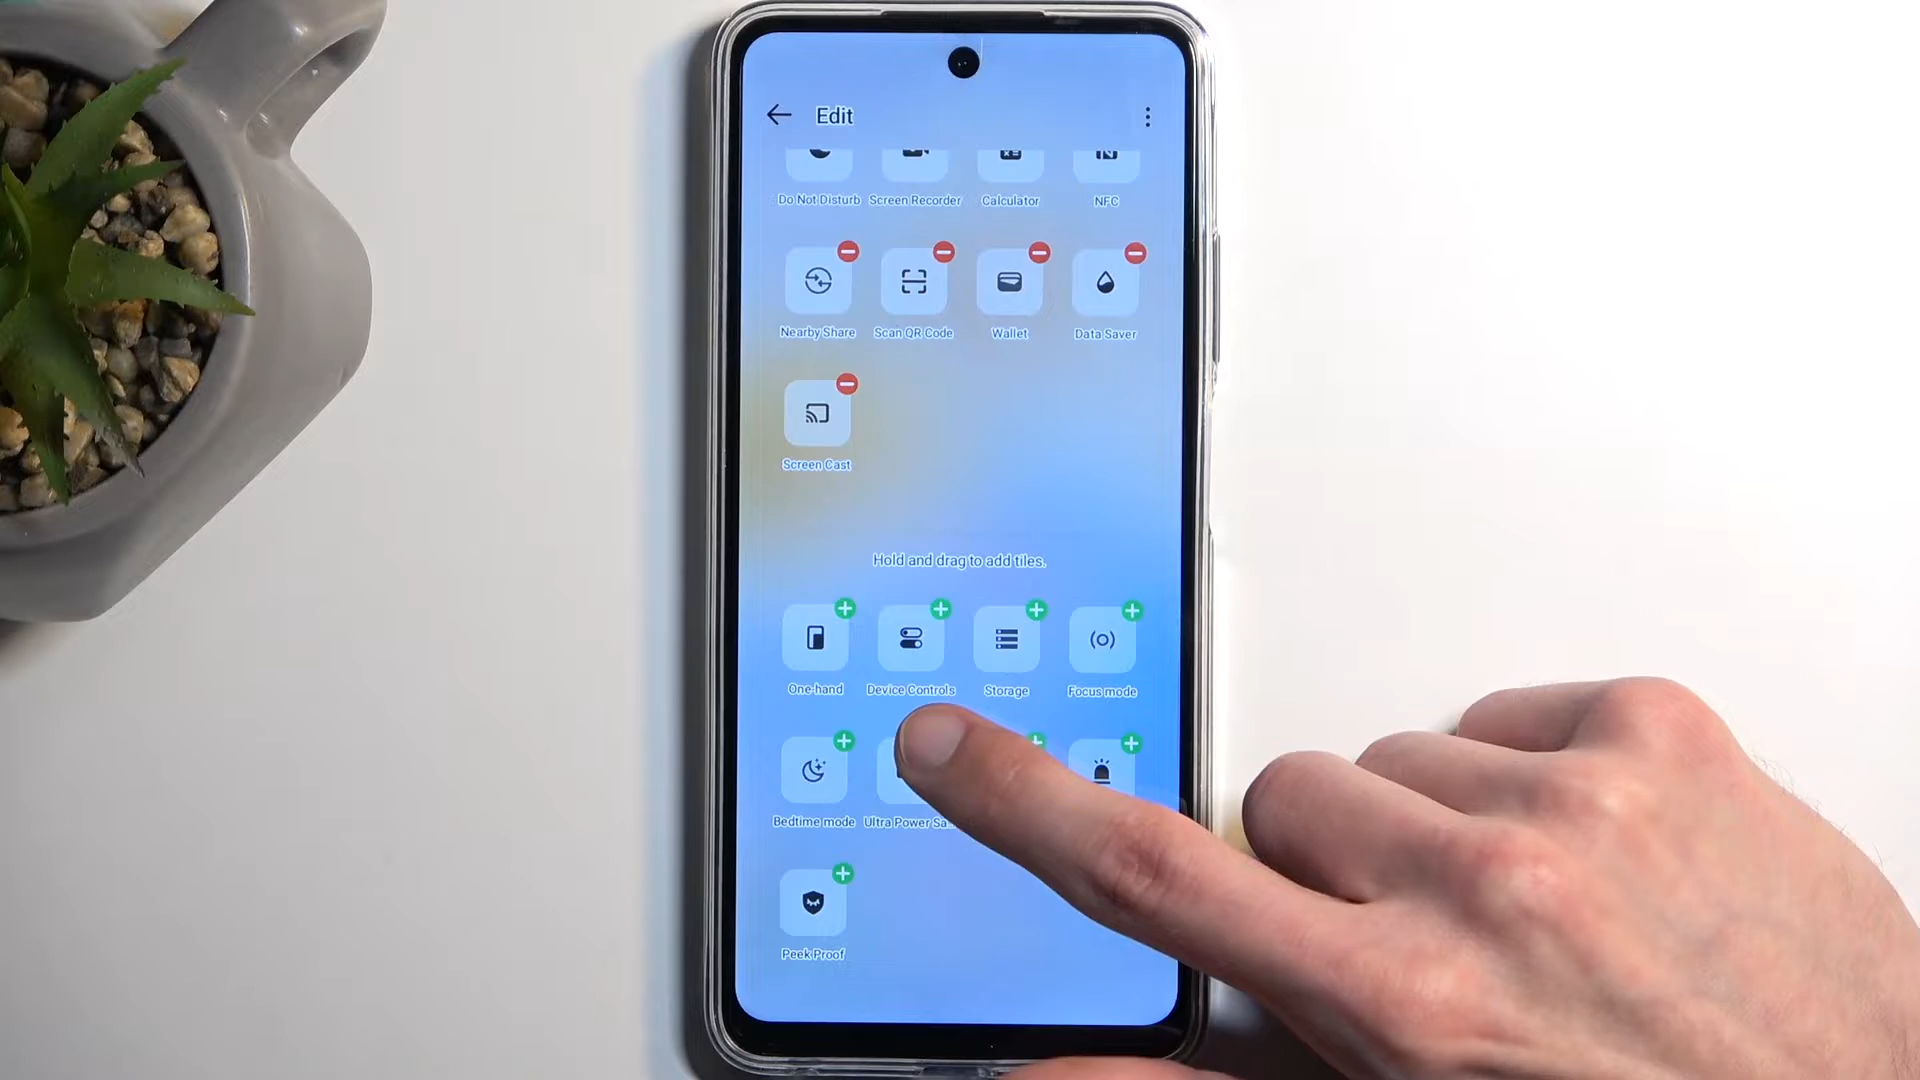 Edit
Do Not Disturb Screen Recorder Calculator NFC
Nearby Share Scan QR Code Wallet Data Saver
Screen Cast
Hold and drag to add tiles.
One-hand Device Controls Storage Focus mode
Bedtime mode Ultra Power Sa...
Peek Proof